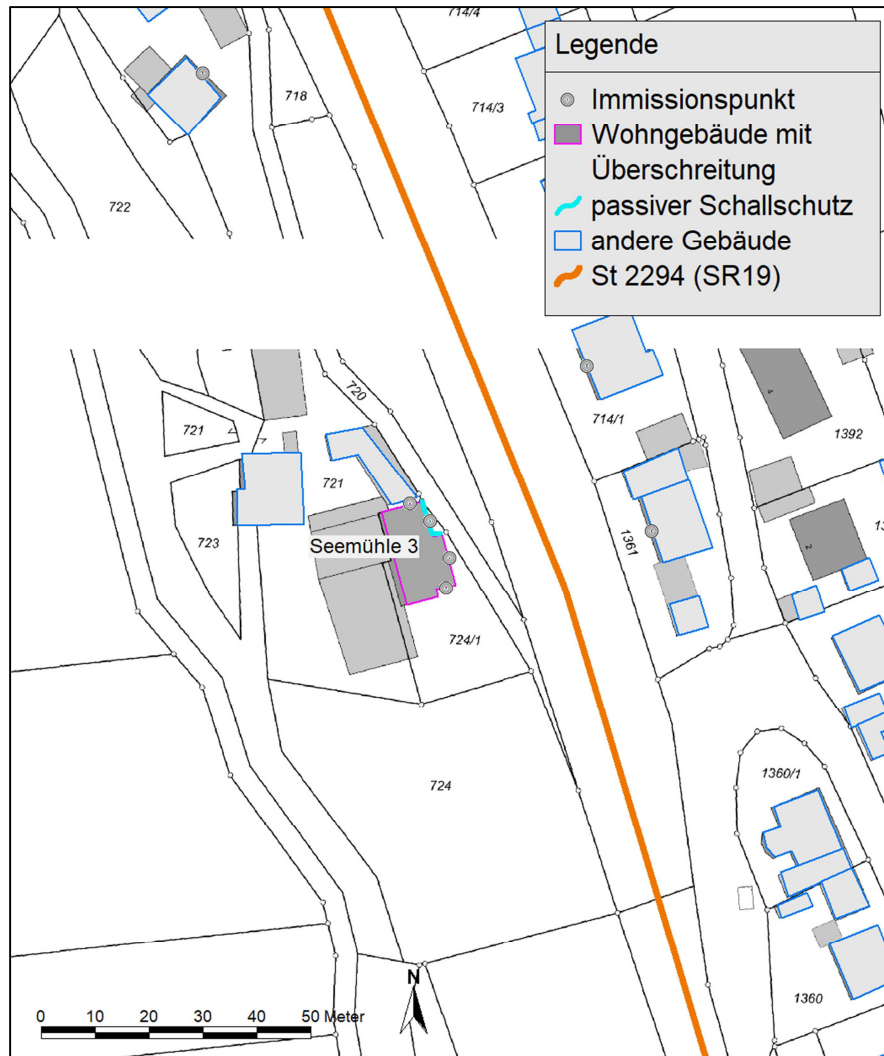 Legende
Immissionspunkt
Wohngebäude mit
Überschreitung
passiver Schallschutz
andere Gebäude
St 2294 (SR19)
714/4
718
714/3
722
720
714/1
4
1392
721
721
723
Seemühle 3
1361
2
724/1
724
1360/1
1360
N
0 10 20 30 40 50 Meter